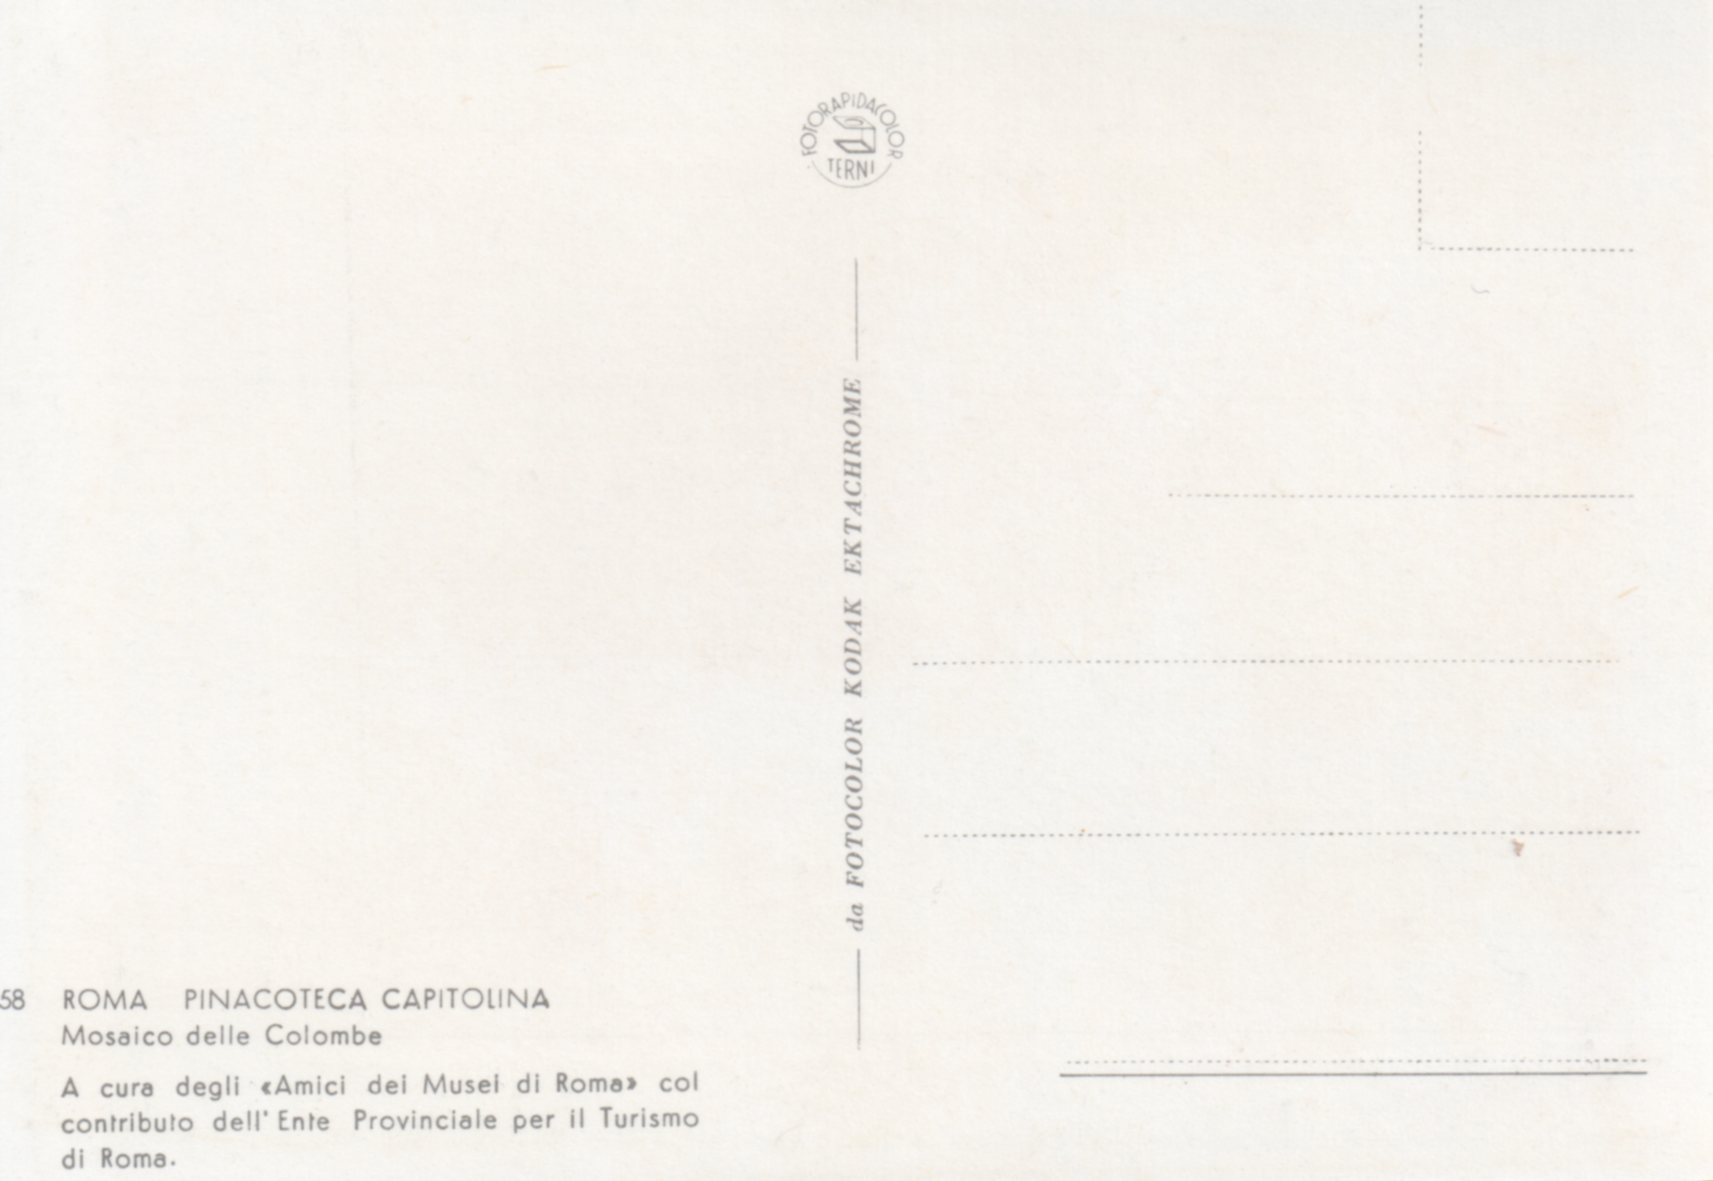 FOTORAPIDACOLOR
TERNI
da FOTOCOLOR KODAK EKTACHROME
58 ROMA PINACOTECA CAPITOLINA
Mosaico delle Colombe
A cura degli «Amici dei Musei di Roma» col
contributo dell' Ente Provinciale per il Turismo
di Roma.